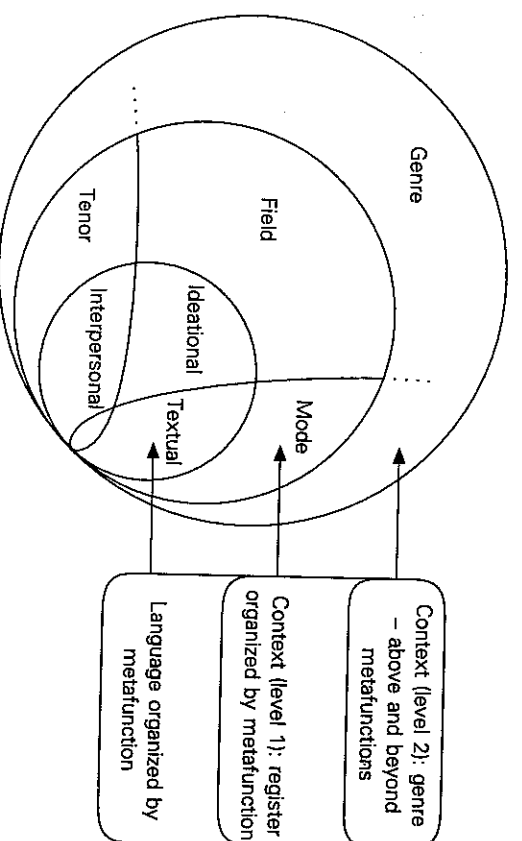 Genre
Field
Tenor
Mode
Ideational
Interpersonal
Textual
Context (level 2): genre
– above and beyond
metafunctions
Context (level 1): register
organized by metafunction
Language organized by
metafunction